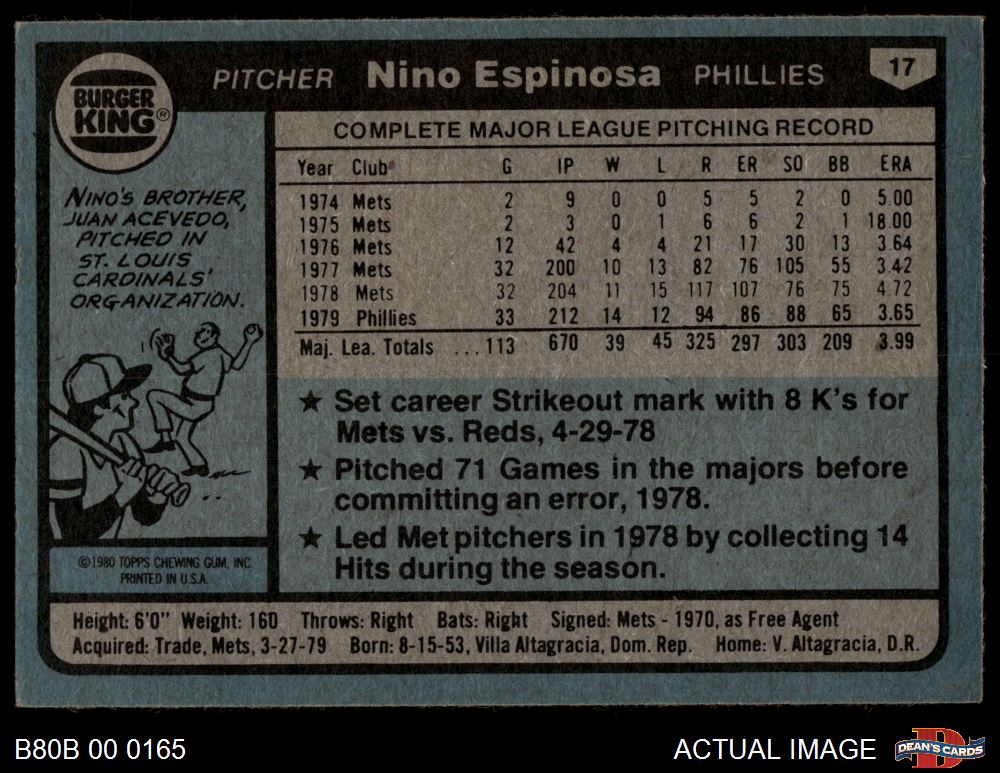 BURGER
KING®
PITCHER Nino Espinosa PHILLIES 17
NINO'S BROTHER,
JUAN ACEVEDO,
PITCHED IN
ST. LOUIS
CARDINALS'
ORGANIZATION.
©1980 TOPPS CHEWING GUM, INC.
PRINTED IN U.S.A.
COMPLETE MAJOR LEAGUE PITCHING RECORD
Year Club G IP W L R ER SO BB ERA
1974 Mets 2 9 0 0 5 5 2 0 5.00
1975 Mets 2 3 0 1 6 6 2 1 18.00
1976 Mets 12 42 4 4 21 17 30 13 3.64
1977 Mets 32 200 10 13 82 76 105 55 3.42
1978 Mets 32 204 11 15 117 107 76 75 4.72
1979 Phillies 33 212 14 12 94 86 88 65 3.65
Maj. Lea. Totals ...113 670 39 45 325 297 303 209 3.99
★ Set career Strikeout mark with 8 K's for
Mets vs. Reds, 4-29-78
★ Pitched 71 Games in the majors before
committing an error, 1978.
★ Led Met pitchers in 1978 by collecting 14
Hits during the season.
Height: 6'0" Weight: 160 Throws: Right Bats: Right Signed: Mets - 1970, as Free Agent
Acquired: Trade, Mets, 3-27-79 Born: 8-15-53, Villa Altagracia, Dom. Rep. Home: V. Altagracia, D.R.
B80B 00 0165 ACTUAL IMAGE D DEAN'S CARDS